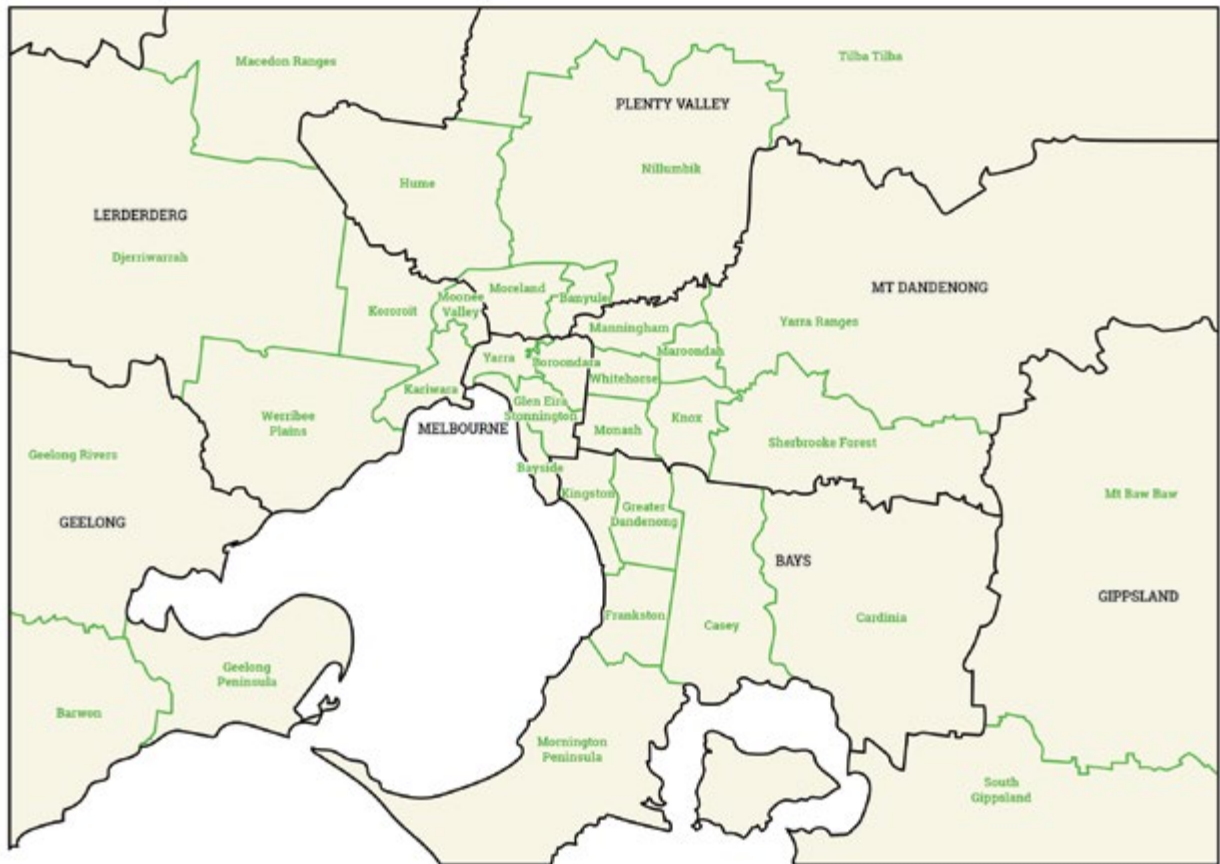 Macedon Ranges
Tilba Tilba
PLENTY VALLEY
Nillumbik
Hume
LERDERDERG
Djerriwarrah
MT DANDENONG
Yarra Ranges
Kororoit
Moonee
Valley
Moreland
Banyule
Manningham
Maroondah
Yarra
Boroondara
Whitehorse
Kariwara
Glen Eira
Stonnington
Knox
Werribee
Plains
MELBOURNE
Monash
Sherbrooke Forest
Geelong Rivers
Bayside
Kingston
Greater
Dandenong
Mt Baw Baw
GEELONG
BAYS
GIPPSLAND
Frankston
Casey
Cardinia
Geelong
Peninsula
Barwon
Mornington
Peninsula
South
Gippsland